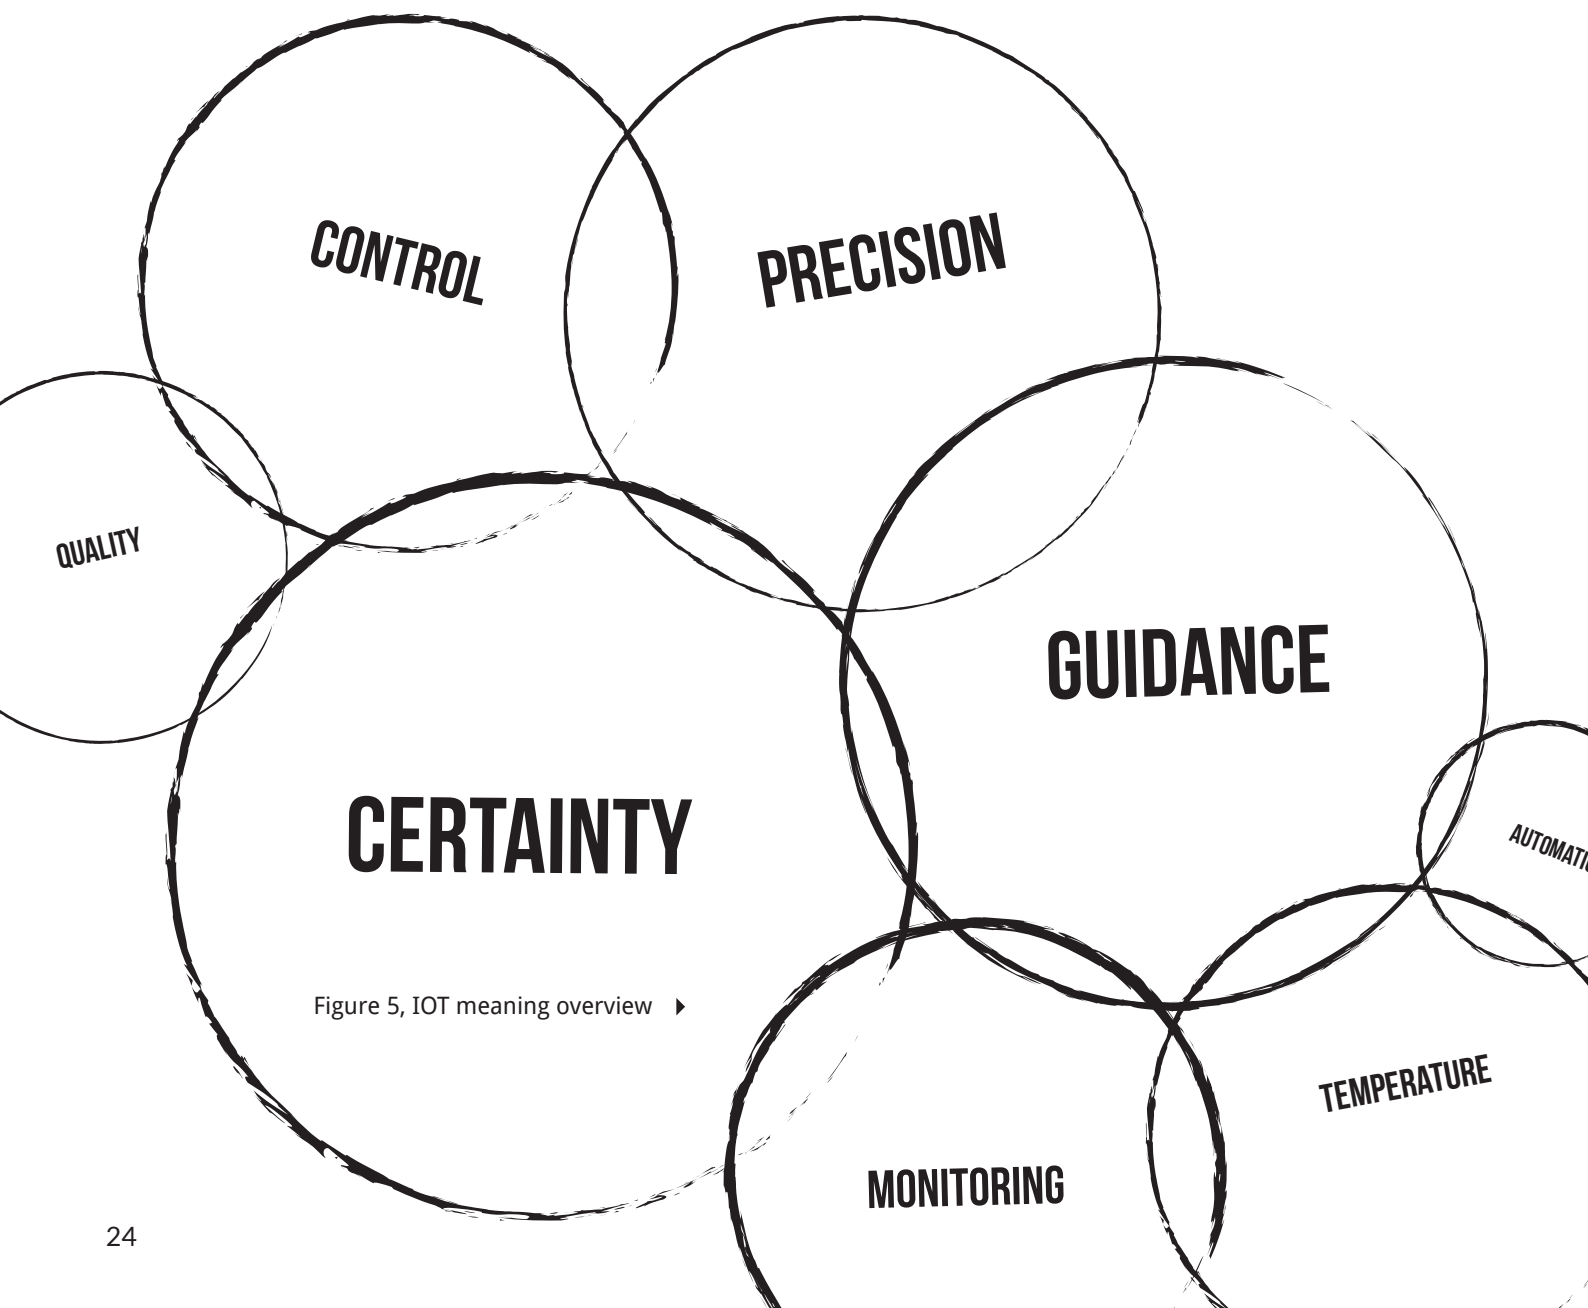 CONTROL
PRECISION
QUALITY
GUIDANCE
CERTAINTY
Figure 5, IOT meaning overview
TEMPERATURE
MONITORING
24